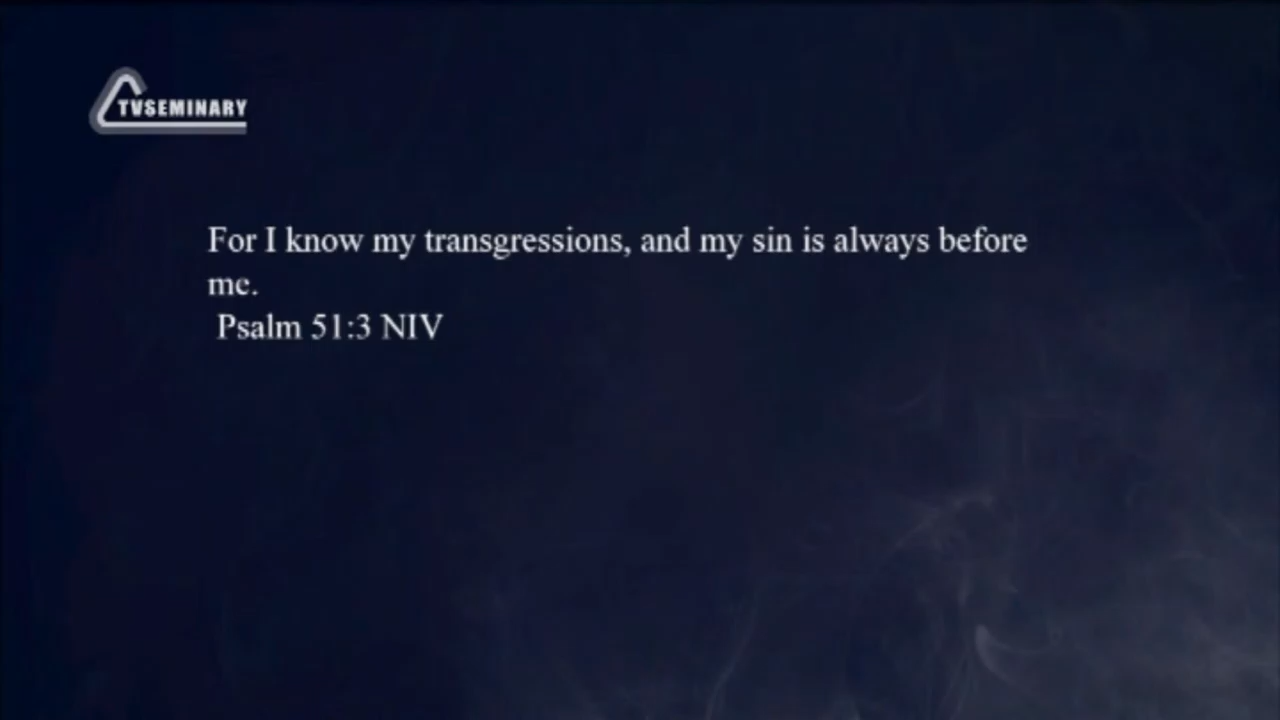 TVSEMINARY
For I know my transgressions, and my sin is always before
me.
Psalm 51:3 NIV